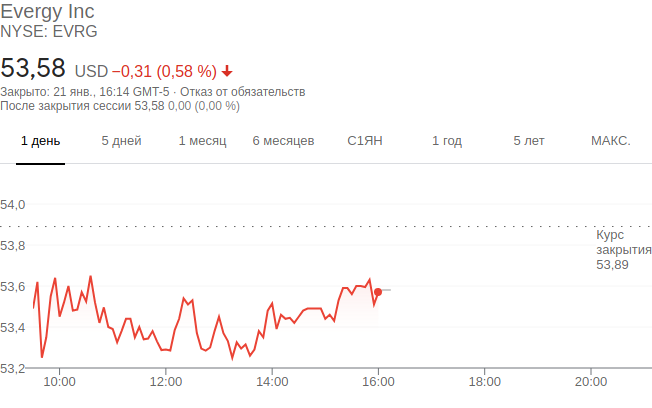 Evergy Inc
NYSE: EVRG
53,58 USD −0,31 (0,58 %)
Закрыто: 21 янв., 16:14 GMT-5 · Отказ от обязательств
После закрытия сессии 53,58 0,00 (0,00 %)
1 день 5 дней 1 месяц 6 месяцев С1ЯН 1 год 5 лет МАКС.
54,0
53,8
53,6
53,4
53,2
Курс
закрытия
53,89
10:00 12:00 14:00 16:00 18:00 20:00